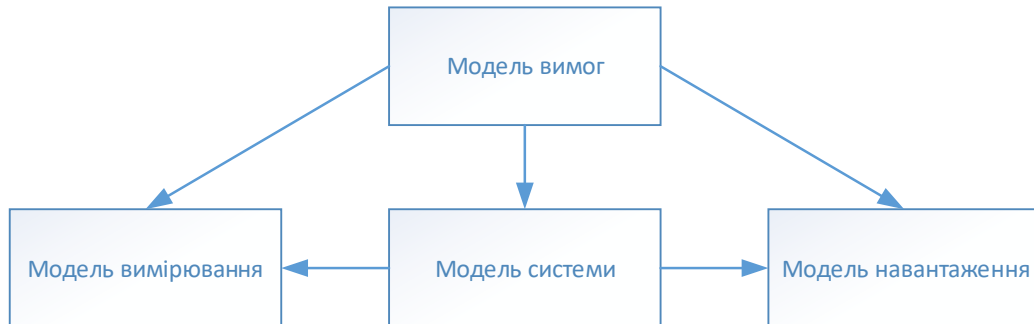 Модель вимог
Модель вимірювання
Модель системи
Модель навантаження